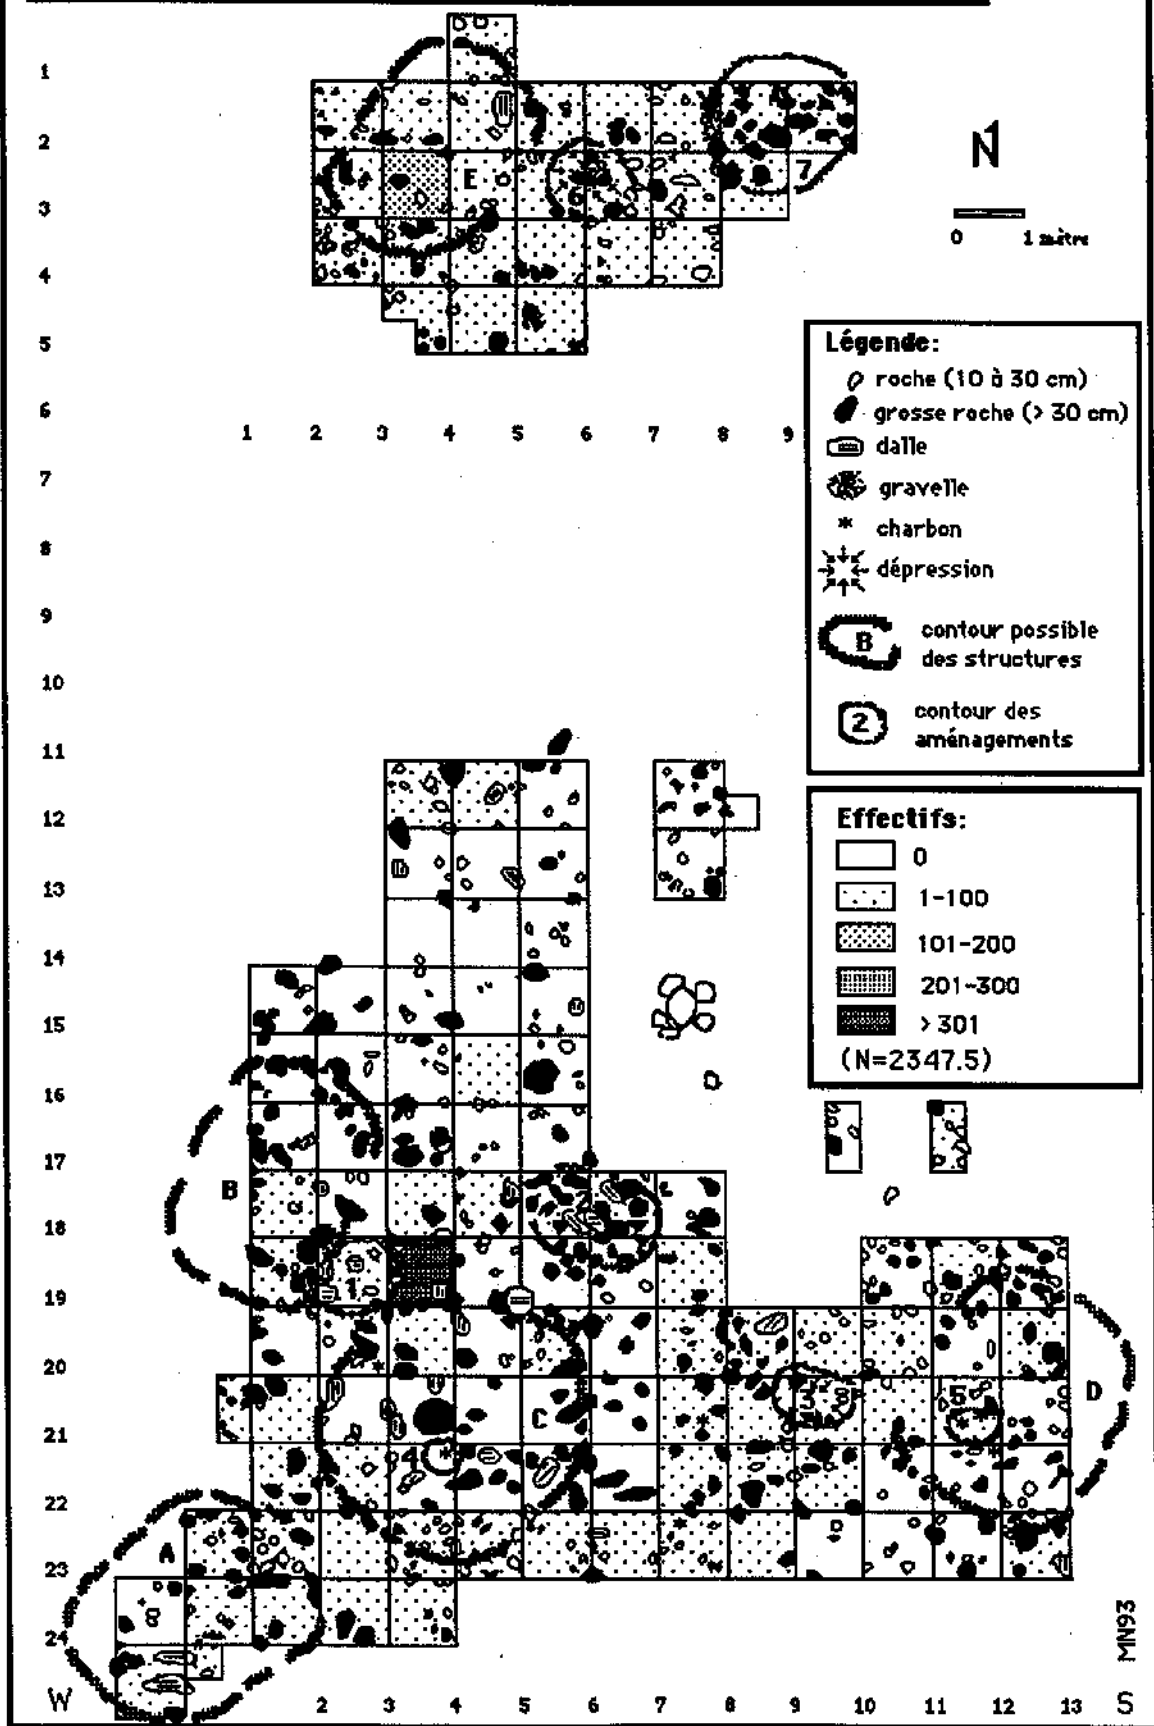 1
2
3
4
5
6
7
8
9
10
11
12
13
14
15
16
17
18
19
20
21
22
23
24
N
0 1 mètre
E
6
7
1 2 3 4 5 6 7 8 9
Légende:
roche (10 à 30 cm)
grosse roche (> 30 cm)
dalle
gravelle
* charbon
dépression
B contour possible
des structures
2 contour des
aménagements
Effectifs:
0
1-100
101-200
201-300
> 301
(N=2347.5)
B
2
1
3
5
D
C
4
A
MN93
W 2 3 4 5 6 7 8 9 10 11 12 13 S